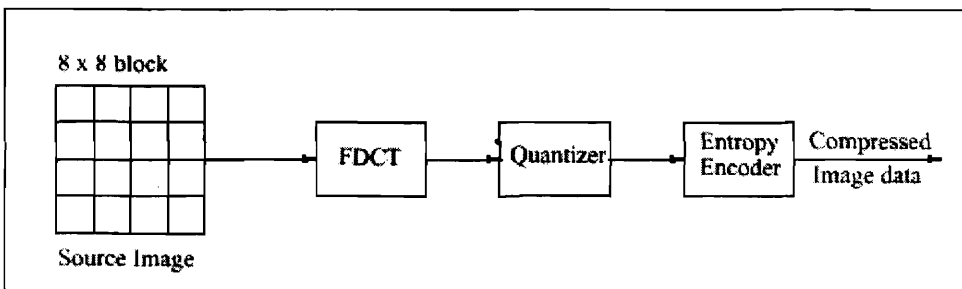 8 x 8 block
FDCT
Quantizer
Entropy
Encoder
Compressed
Image data
Source Image